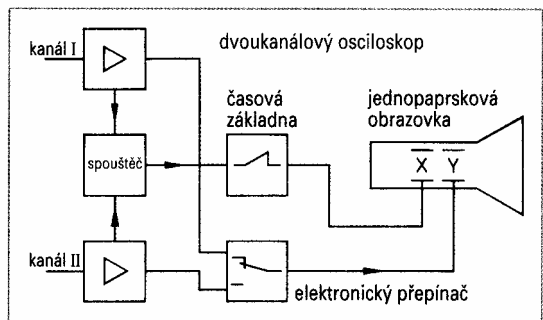 dvoukanálový osciloskop
kanál I
časová
základna
jednopaprsková
obrazovka
spouštěč
X Y
kanál II
elektronický přepínač